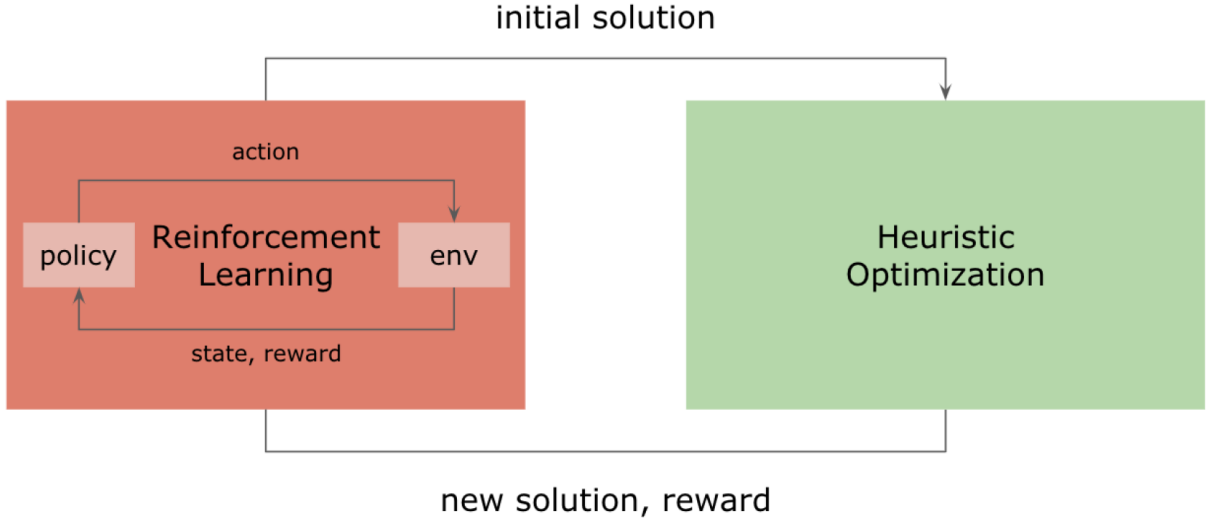 initial solution
action
policy
Reinforcement
Learning
env
state, reward
Heuristic
Optimization
new solution, reward